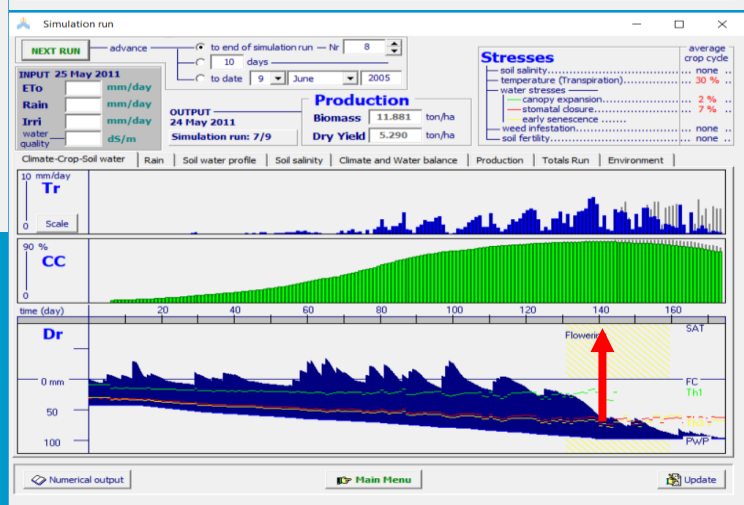 Simulation run
NEXT RUN advance to end of simulation run — Nr 8
10 days
to date 9 June 2005
INPUT 25 May 2011
ETo mm/day
Rain mm/day
Irri mm/day
water quality dS/m
OUTPUT
24 May 2011
Simulation run: 7/9
Production
Biomass 11.881 ton/ha
Dry Yield 5.290 ton/ha
Stresses
average
crop cycle
soil salinity none
temperature (Transpiration) 30 %
water stresses
canopy expansion 2 %
stomatal closure 7 %
early senescence
weed infestation none
soil fertility none
Climate-Crop-Soil water Rain Soil water profile Soil salinity Climate and Water balance Production Totals Run Environment
10 mm/day
Tr
0 Scale
90 %
CC
0
time (day) 20 40 60 80 100 120 140 160
Dr
Flowering
SAT
0 mm
FC
Th1
50
100
PWP
Numerical output Main Menu Update